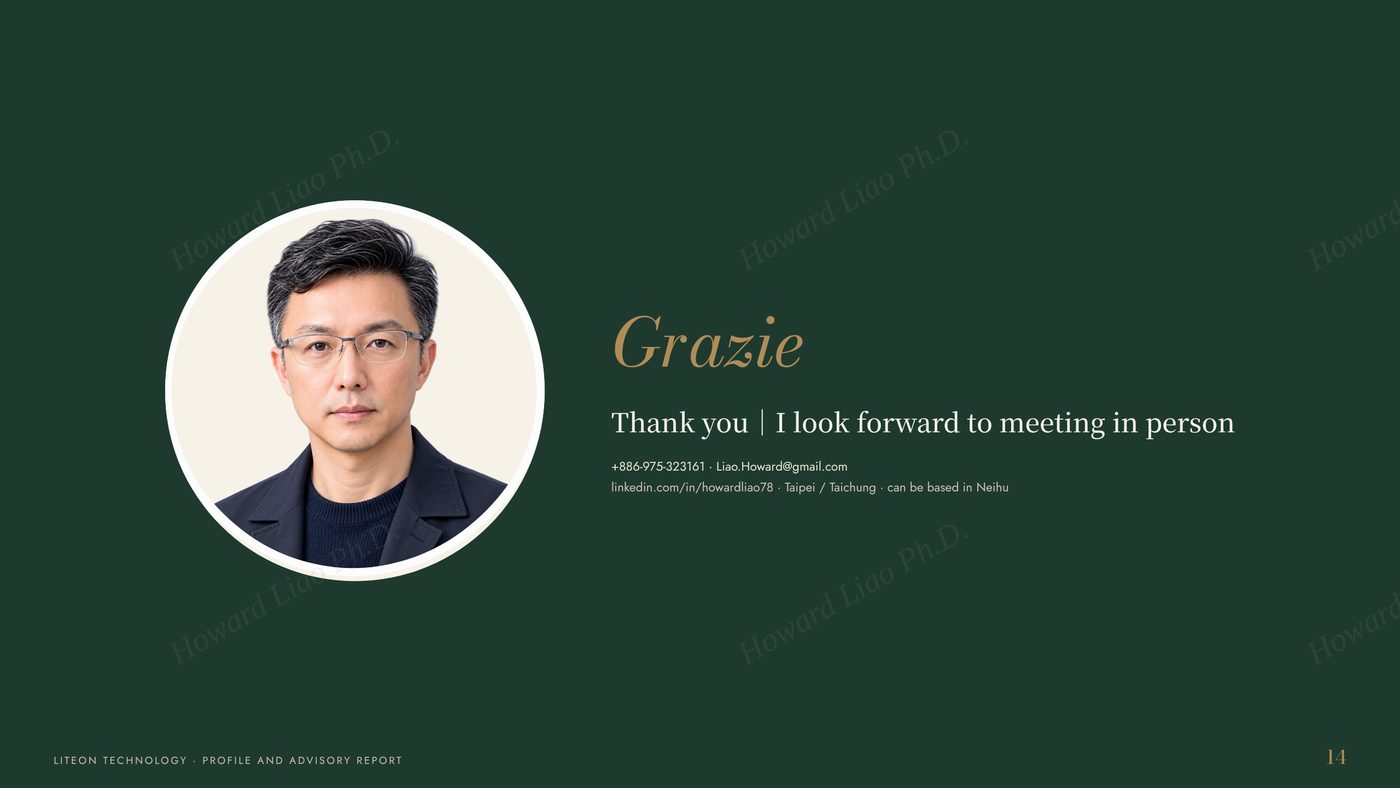 Howard Liao Ph.D.
Howard Liao Ph.D.
Howard
Grazie
Thank you | I look forward to meeting in person
+886-975-323161 · Liao.Howard@gmail.com
linkedin.com/in/howardliao78 · Taipei / Taichung · can be based in Neihu
Howard Liao Ph.D.
Howard Liao Ph.D.
Howard
LITEON TECHNOLOGY · PROFILE AND ADVISORY REPORT
14